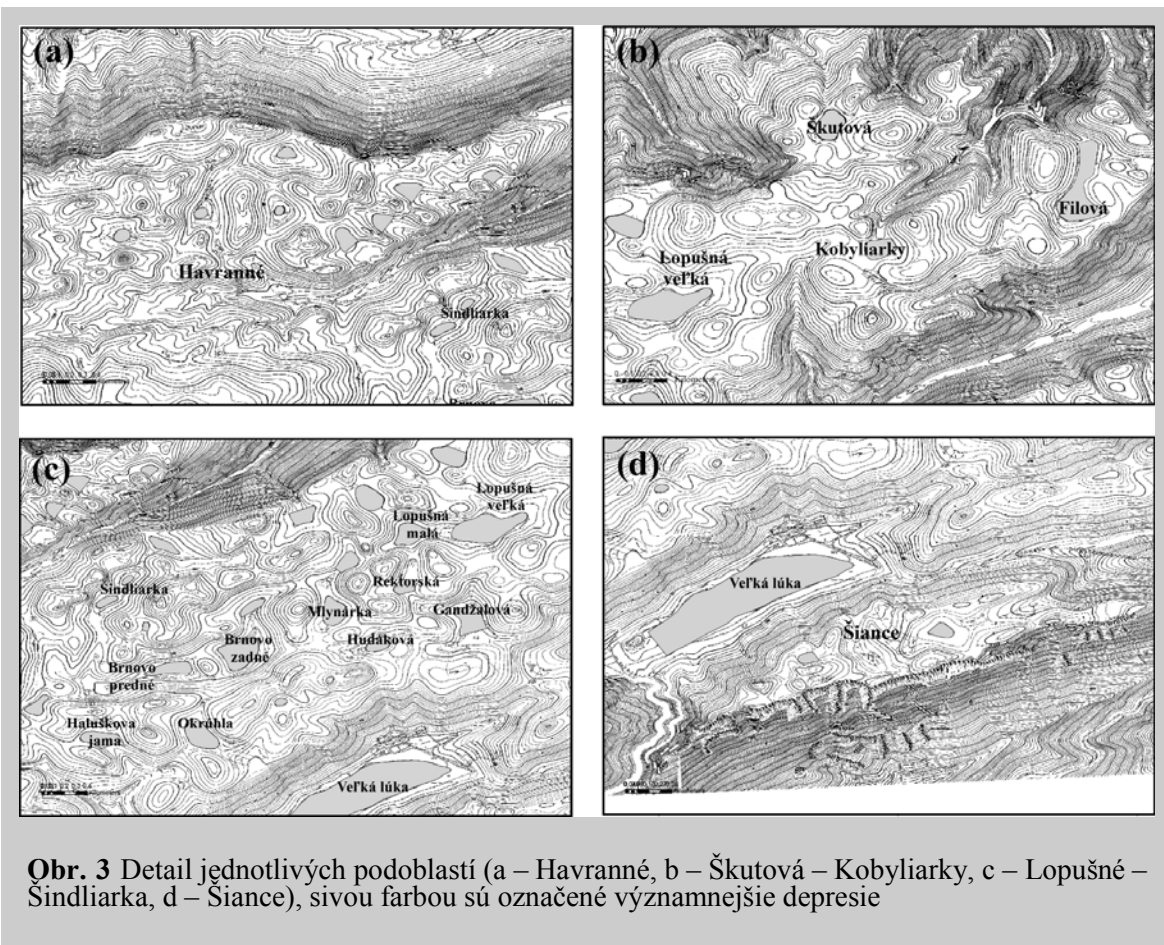 (a)
Havranné
Šindliarka
(b)
Škutová
Filová
Kobyliarky
Lopušná
veľká
(c)
Lopušná
veľká
Lopušná
malá
Rektorská
Šindliarka
Mlynárka
Gandžalová
Brnovo
zadné
Hudáková
Brnovo
predné
Haluškova
jama
Okrúhla
Veľká lúka
(d)
Veľká lúka
Šiance
Obr. 3 Detail jednotlivých podoblastí (a – Havranné, b – Škutová – Kobyliarky, c – Lopušné –
Šindliarka, d – Šiance), sivou farbou sú označené významnejšie depresie